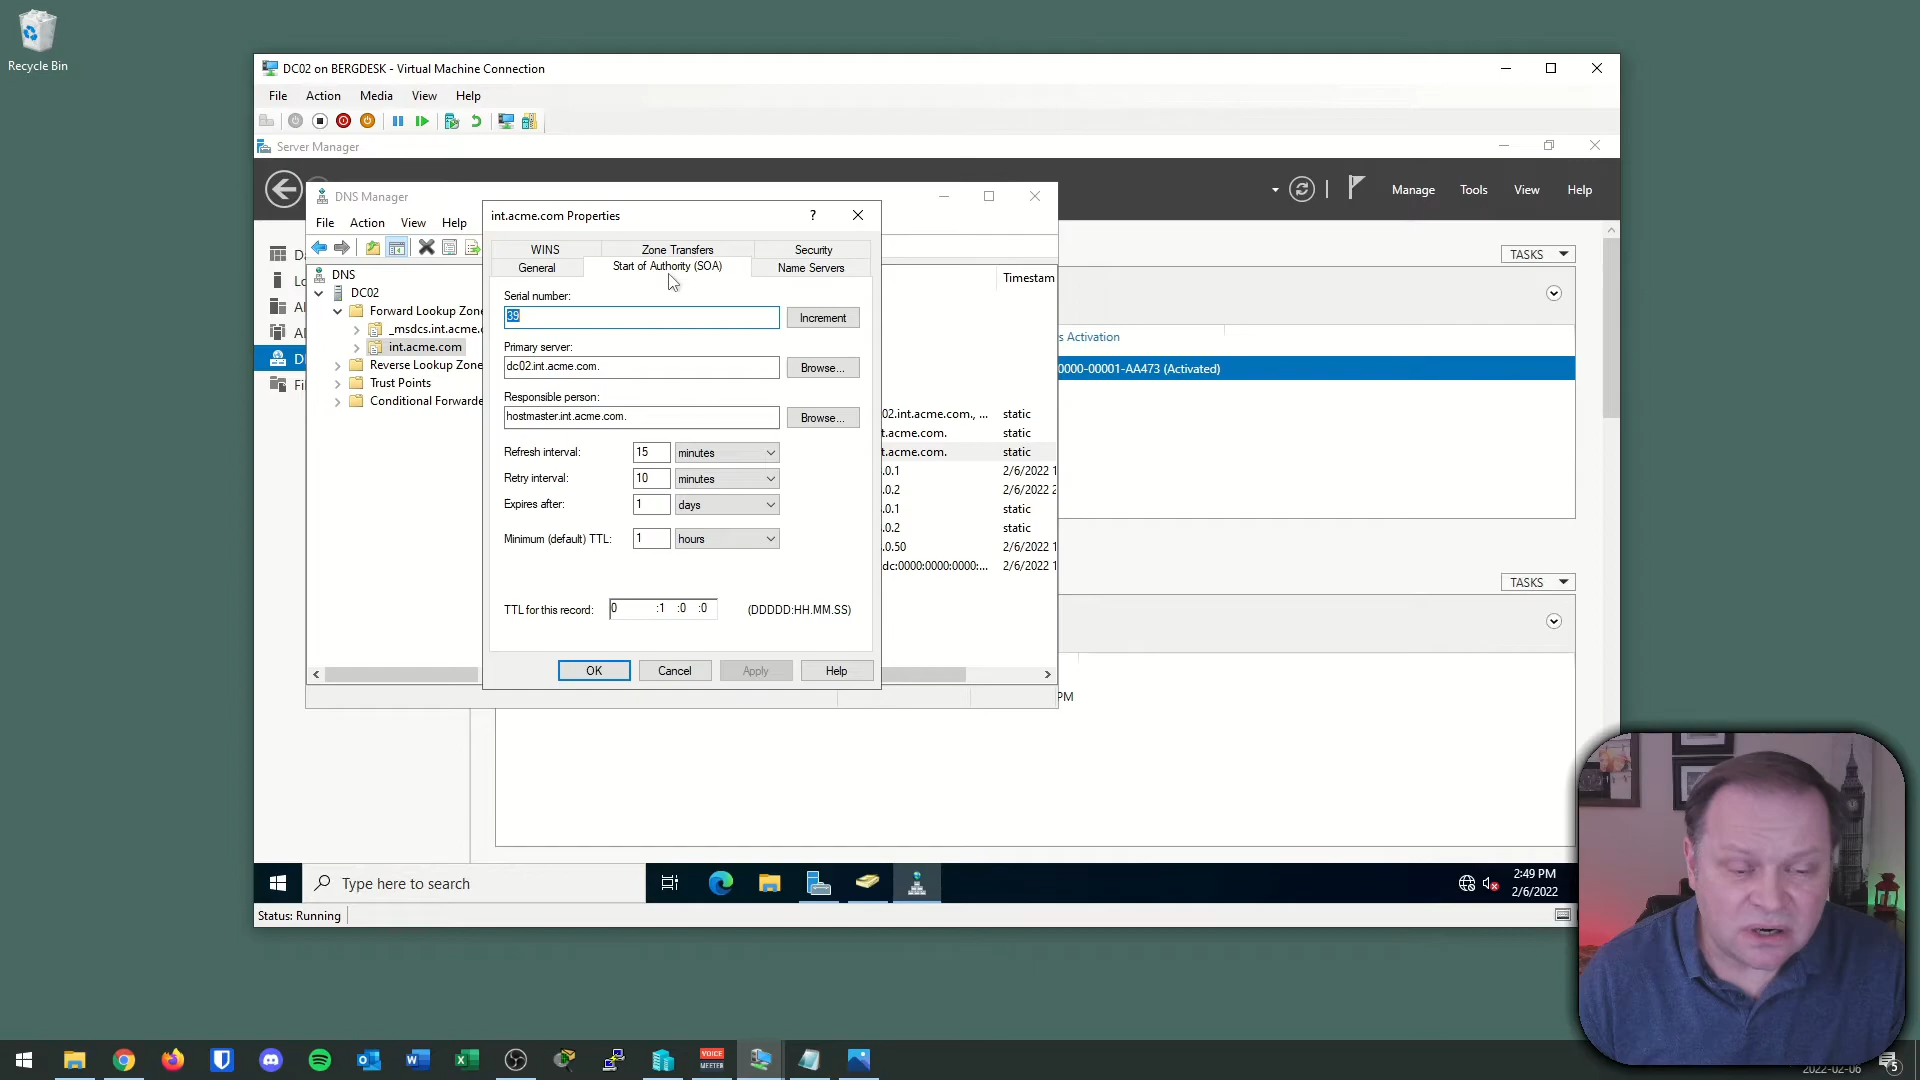 Recycle Bin
DC02 on BERGDESK - Virtual Machine Connection
File Action Media View Help
Server Manager
Manage Tools View Help
DNS Manager
File Action View Help
int.acme.com Properties
?
WINS Zone Transfers Security
General Start of Authority (SOA) Name Servers
DNS
DC02
Forward Lookup Zone
_msdcs.int.acme.c
int.acme.com
Reverse Lookup Zone
Trust Points
Conditional Forwarde
Serial number:
39
Increment
Primary server:
dc02.int.acme.com.
Browse...
Responsible person:
hostmaster.int.acme.com.
Browse...
Refresh interval: 15 minutes
Retry interval: 10 minutes
Expires after: 1 days
Minimum (default) TTL: 1 hours
TTL for this record: 0 :1 :0 :0 (DDDDD:HH.MM.SS)
OK Cancel Apply Help
Timestam
02.int.acme.com., ... static
t.acme.com. static
t.acme.com. static
.0.1 2/6/2022 1
.0.2 2/6/2022 2
.0.1 static
.0.2 static
.0.50 2/6/2022 1
dc:0000:0000:0000:... 2/6/2022 1
TASKS
s Activation
0000-00001-AA473 (Activated)
TASKS
PM
Type here to search
2:49 PM
2/6/2022
Status: Running
VOICE
MEETER
2022-02-06
5